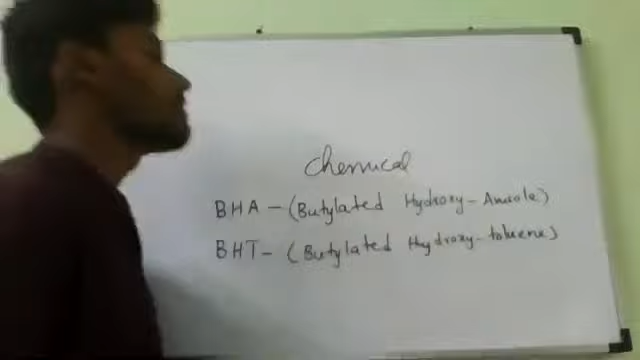 Chemical
BHA - (Butylated Hydroxy-Anisole)
BHT - (Butylated Hydroxy-toluene)